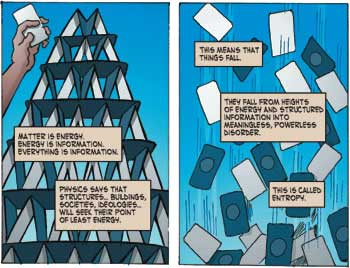 MATTER IS ENERGY.
ENERGY IS INFORMATION.
EVERYTHING IS INFORMATION.
PHYSICS SAYS THAT
STRUCTURES... BUILDINGS,
SOCIETIES, IDEOLOGIES...
WILL SEEK THEIR POINT
OF LEAST ENERGY.
THIS MEANS THAT
THINGS FALL.
THEY FALL FROM HEIGHTS
OF ENERGY AND STRUCTURED
INFORMATION INTO
MEANINGLESS, POWERLESS
DISORDER.
THIS IS CALLED
ENTROPY.